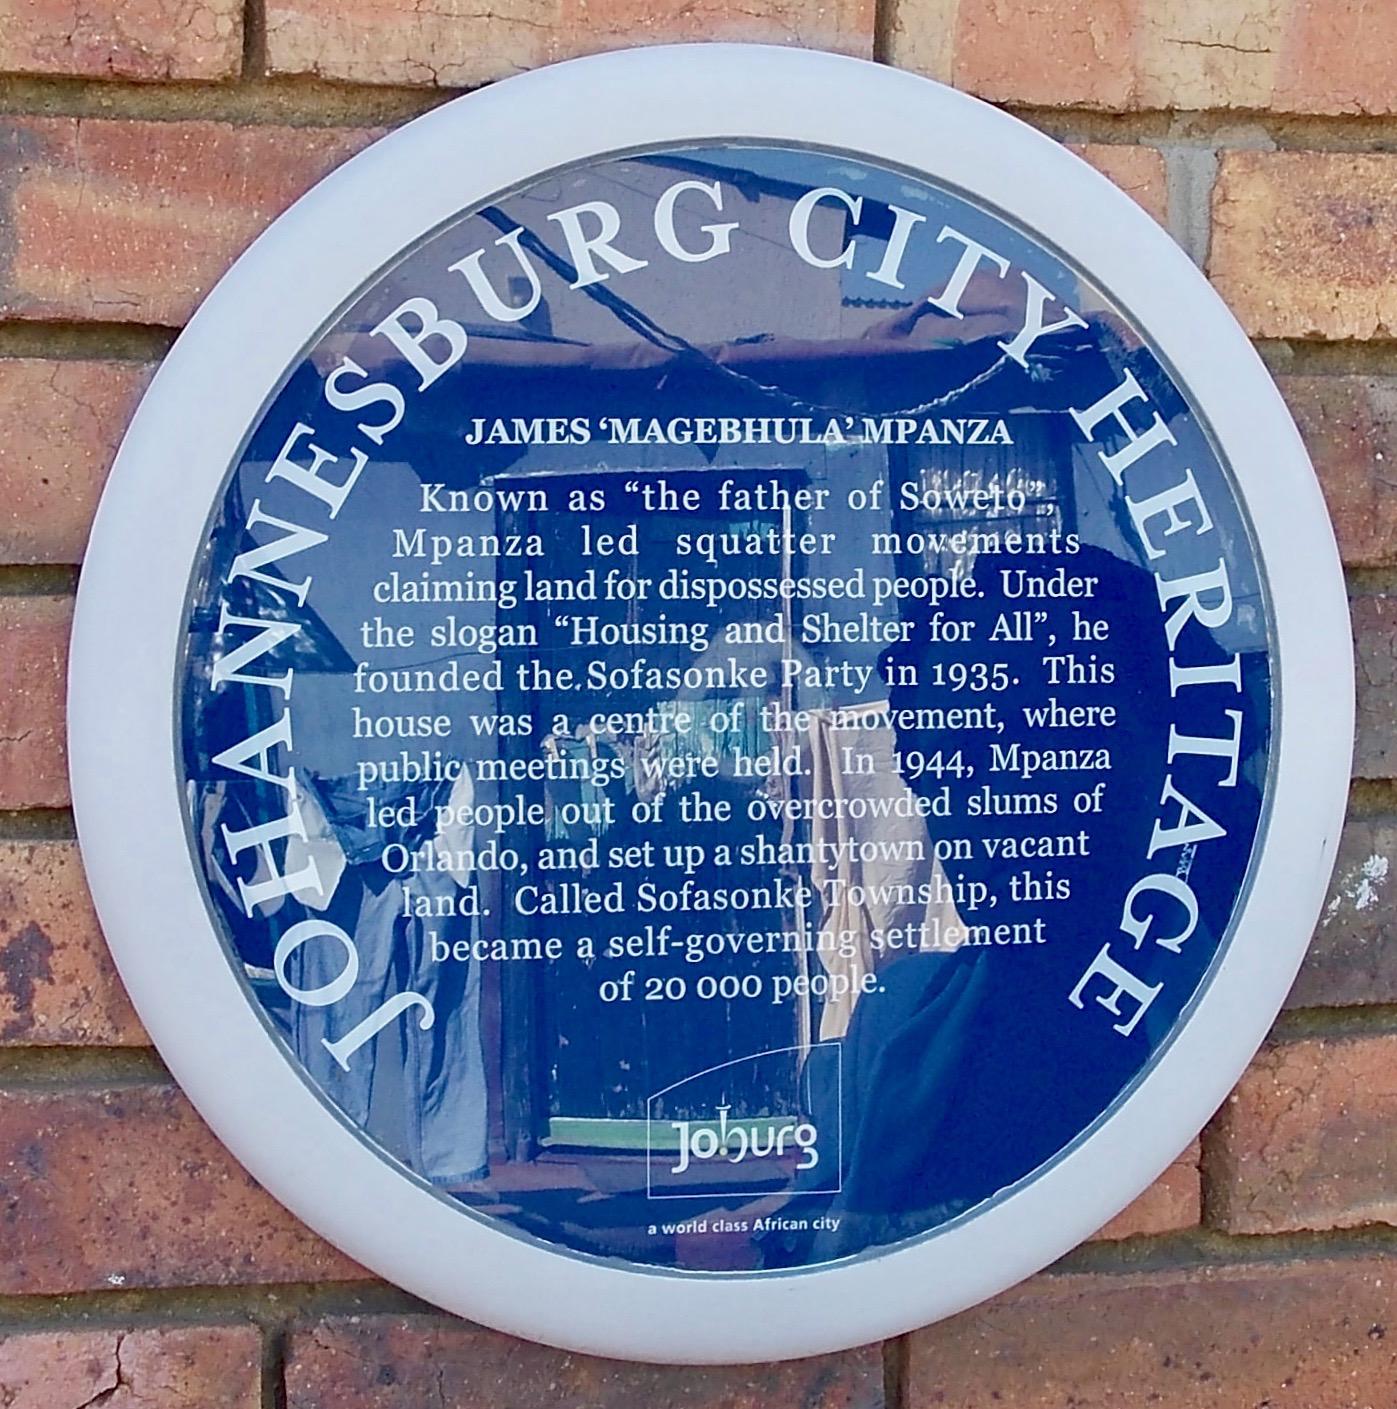 JOHANNESBURG CITY HERITAGE
JAMES ‘MAGEBHULA’ MPANZA
Known as “the father of Soweto”,
Mpanza led squatter movements
claiming land for dispossessed people. Under
the slogan “Housing and Shelter for All”, he
founded the Sofasonke Party in 1935. This
house was a centre of the movement, where
public meetings were held. In 1944, Mpanza
led people out of the overcrowded slums of
Orlando, and set up a shantytown on vacant
land. Called Sofasonke Township, this
became a self-governing settlement
of 20 000 people.
Joburg
a world class African city